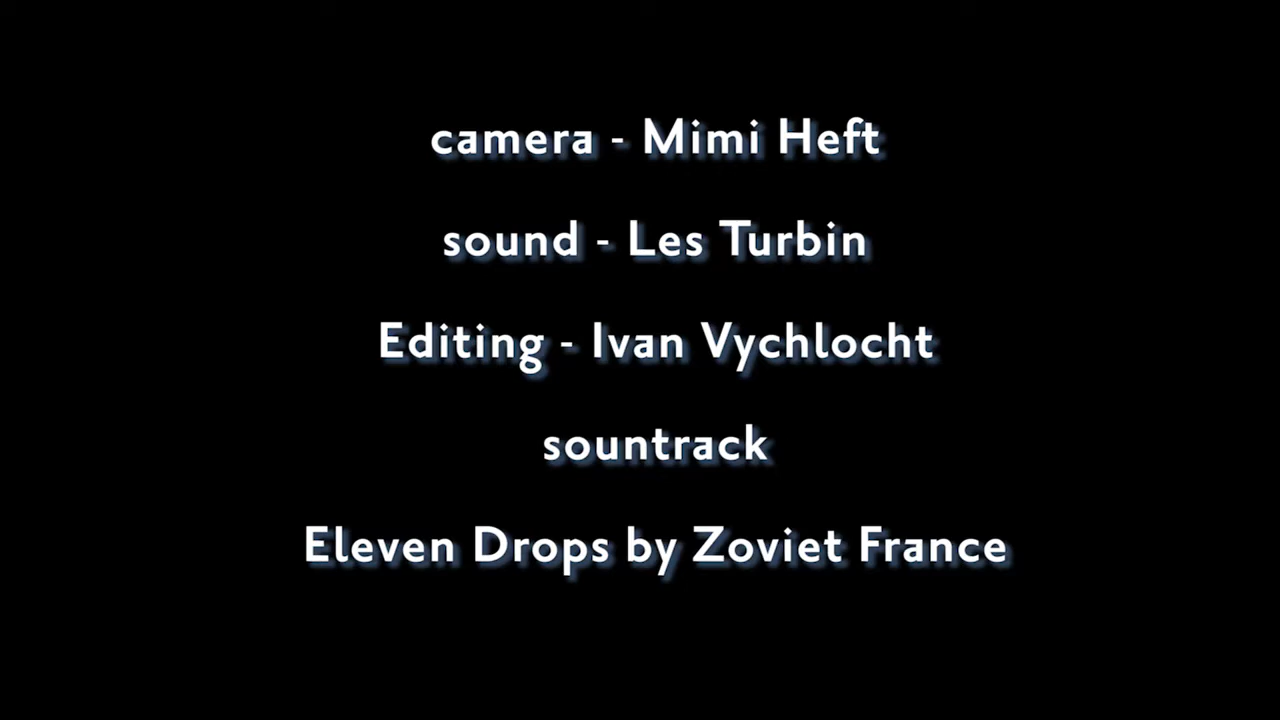 camera - Mimi Heft
sound - Les Turbin
Editing - Ivan Vychlocht
sountrack
Eleven Drops by Zoviet France